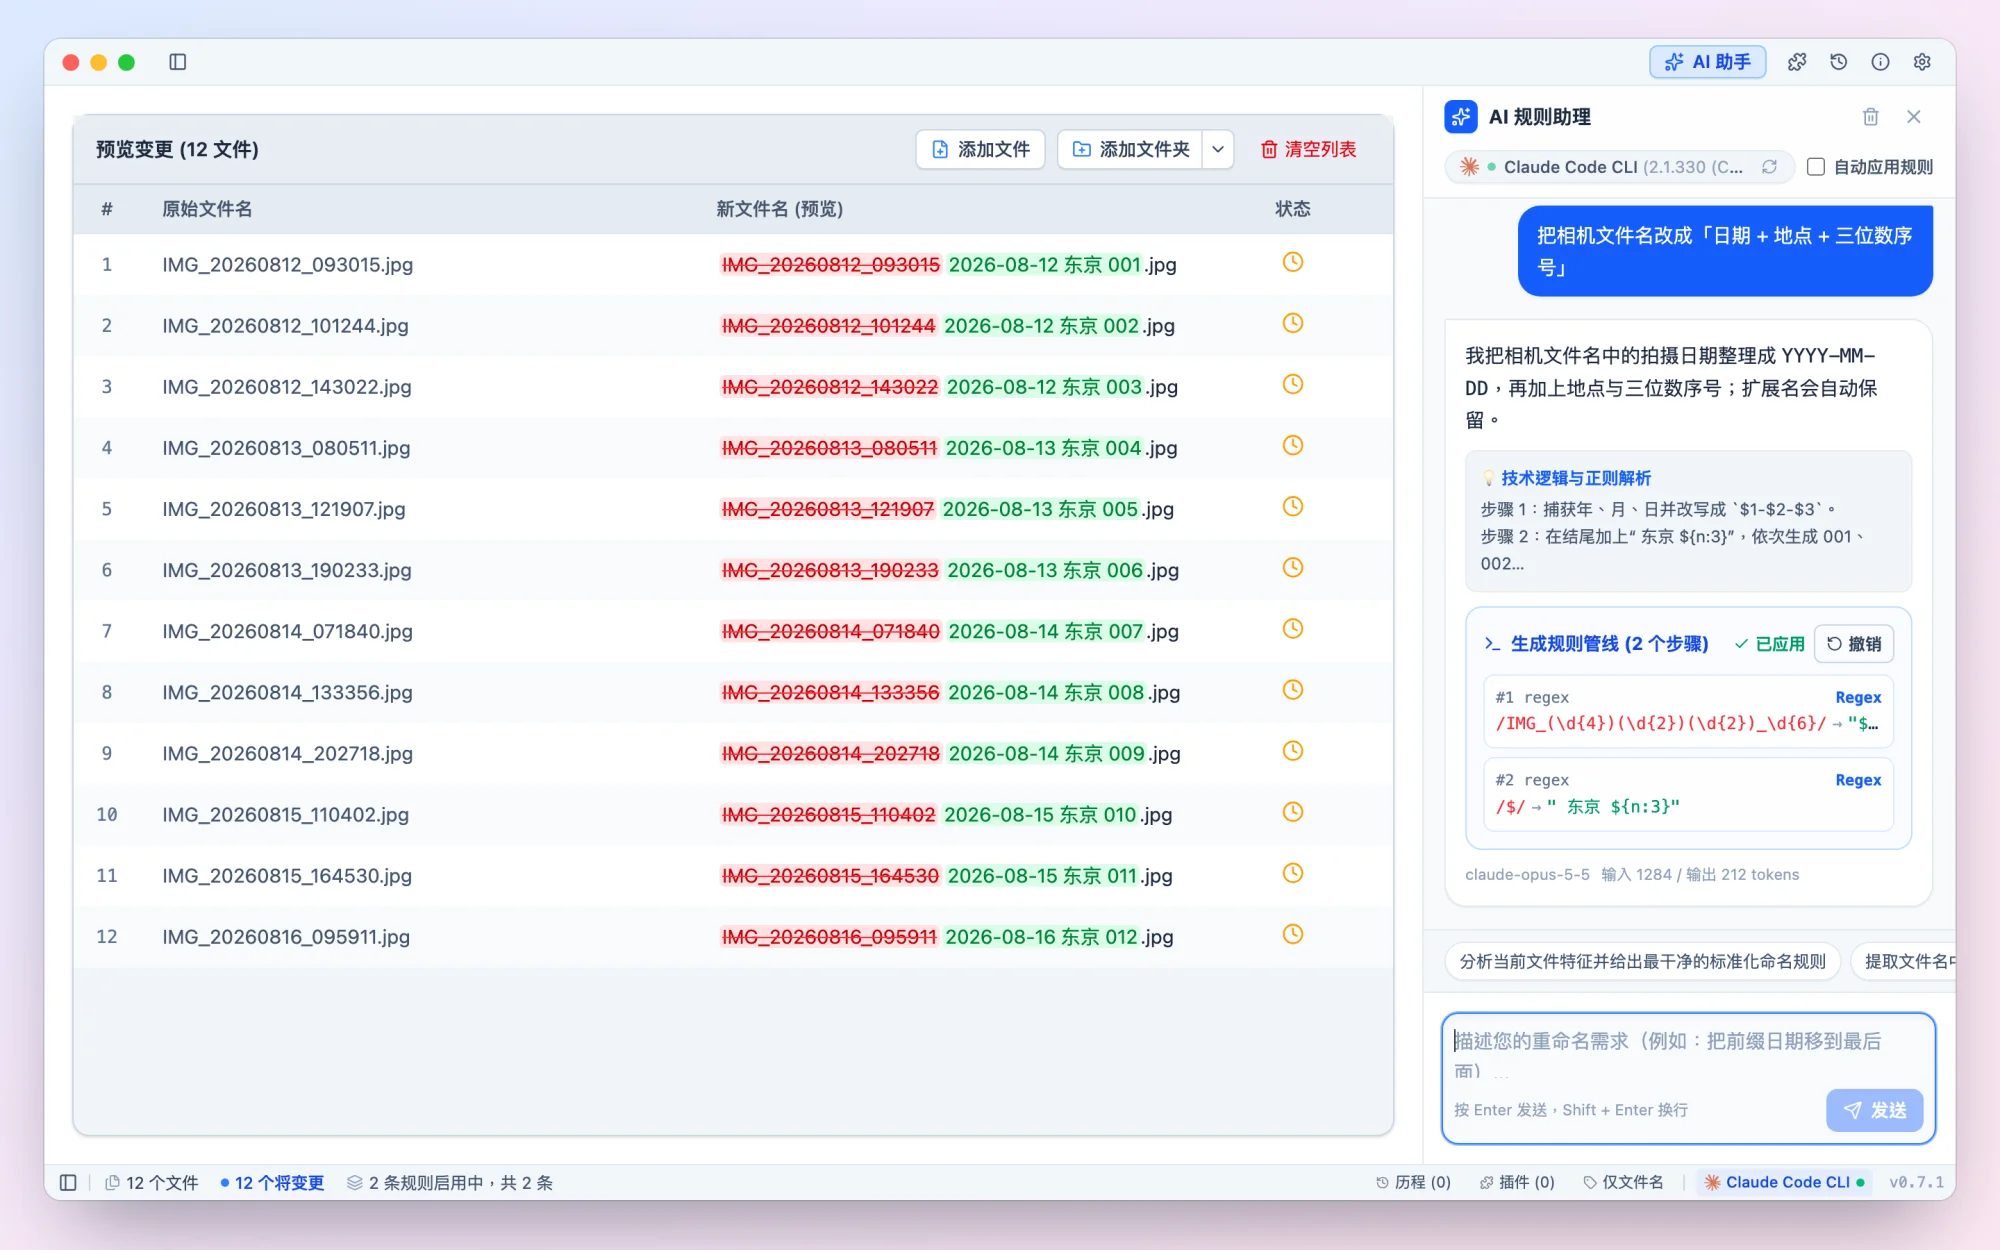 AI 助手
预览变更 (12 文件)
添加文件
添加文件夹
清空列表
# 原始文件名 新文件名 (预览) 状态
1 IMG_20260812_093015.jpg IMG_20260812_093015 2026-08-12 东京 001.jpg
2 IMG_20260812_101244.jpg IMG_20260812_101244 2026-08-12 东京 002.jpg
3 IMG_20260812_143022.jpg IMG_20260812_143022 2026-08-12 东京 003.jpg
4 IMG_20260813_080511.jpg IMG_20260813_080511 2026-08-13 东京 004.jpg
5 IMG_20260813_121907.jpg IMG_20260813_121907 2026-08-13 东京 005.jpg
6 IMG_20260813_190233.jpg IMG_20260813_190233 2026-08-13 东京 006.jpg
7 IMG_20260814_071840.jpg IMG_20260814_071840 2026-08-14 东京 007.jpg
8 IMG_20260814_133356.jpg IMG_20260814_133356 2026-08-14 东京 008.jpg
9 IMG_20260814_202718.jpg IMG_20260814_202718 2026-08-14 东京 009.jpg
10 IMG_20260815_110402.jpg IMG_20260815_110402 2026-08-15 东京 010.jpg
11 IMG_20260815_164530.jpg IMG_20260815_164530 2026-08-15 东京 011.jpg
12 IMG_20260816_095911.jpg IMG_20260816_095911 2026-08-16 东京 012.jpg
AI 规则助理
Claude Code CLI (2.1.330 (C...
自动应用规则
把相机文件名改成「日期 + 地点 + 三位数序
号」
我把相机文件名中的拍摄日期整理成 YYYY-MM-
DD，再加上地点与三位数序号；扩展名会自动保
留。
💡 技术逻辑与正则解析
步骤 1：捕获年、月、日并改写成 `$1-$2-$3`。
步骤 2：在结尾加上“ 东京 ${n:3}”，依次生成 001、
002...
生成规则管线 (2 个步骤)
已应用
撤销
#1 regex Regex
/IMG_(\d{4})(\d{2})(\d{2})_\d{6}/ → "$…
#2 regex Regex
/$/ → " 东京 ${n:3}"
claude-opus-5-5 输入 1284 / 输出 212 tokens
分析当前文件特征并给出最干净的标准化命名规则
提取文件名
描述您的重命名需求（例如：把前缀日期移到最后
面）...
按 Enter 发送，Shift + Enter 换行
发送
12 个文件
12 个将变更
2 条规则启用中，共 2 条
历程 (0)
插件 (0)
仅文件名
Claude Code CLI
v0.7.1